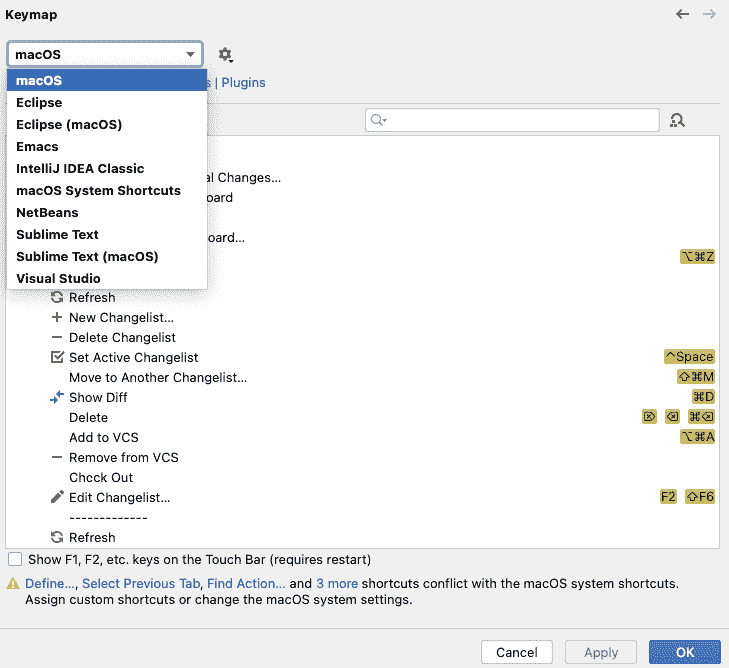 Keymap
macOS
macOS
s | Plugins
Eclipse
Eclipse (macOS)
Emacs
IntelliJ IDEA Classic
al Changes...
macOS System Shortcuts
oard
NetBeans
Sublime Text
oard...
Sublime Text (macOS)
⌥⌘Z
Visual Studio
Refresh
New Changelist...
Delete Changelist
Set Active Changelist ^Space
Move to Another Changelist... ⇧⌘M
Show Diff ⌘D
Delete ⌦ ⌫ ⌘⌫
Add to VCS ⌥⌘A
Remove from VCS
Check Out
Edit Changelist... F2 ⇧F6
-------------
Refresh
Show F1, F2, etc. keys on the Touch Bar (requires restart)
Define..., Select Previous Tab, Find Action... and 3 more shortcuts conflict with the macOS system shortcuts.
Assign custom shortcuts or change the macOS system settings.
Cancel Apply OK